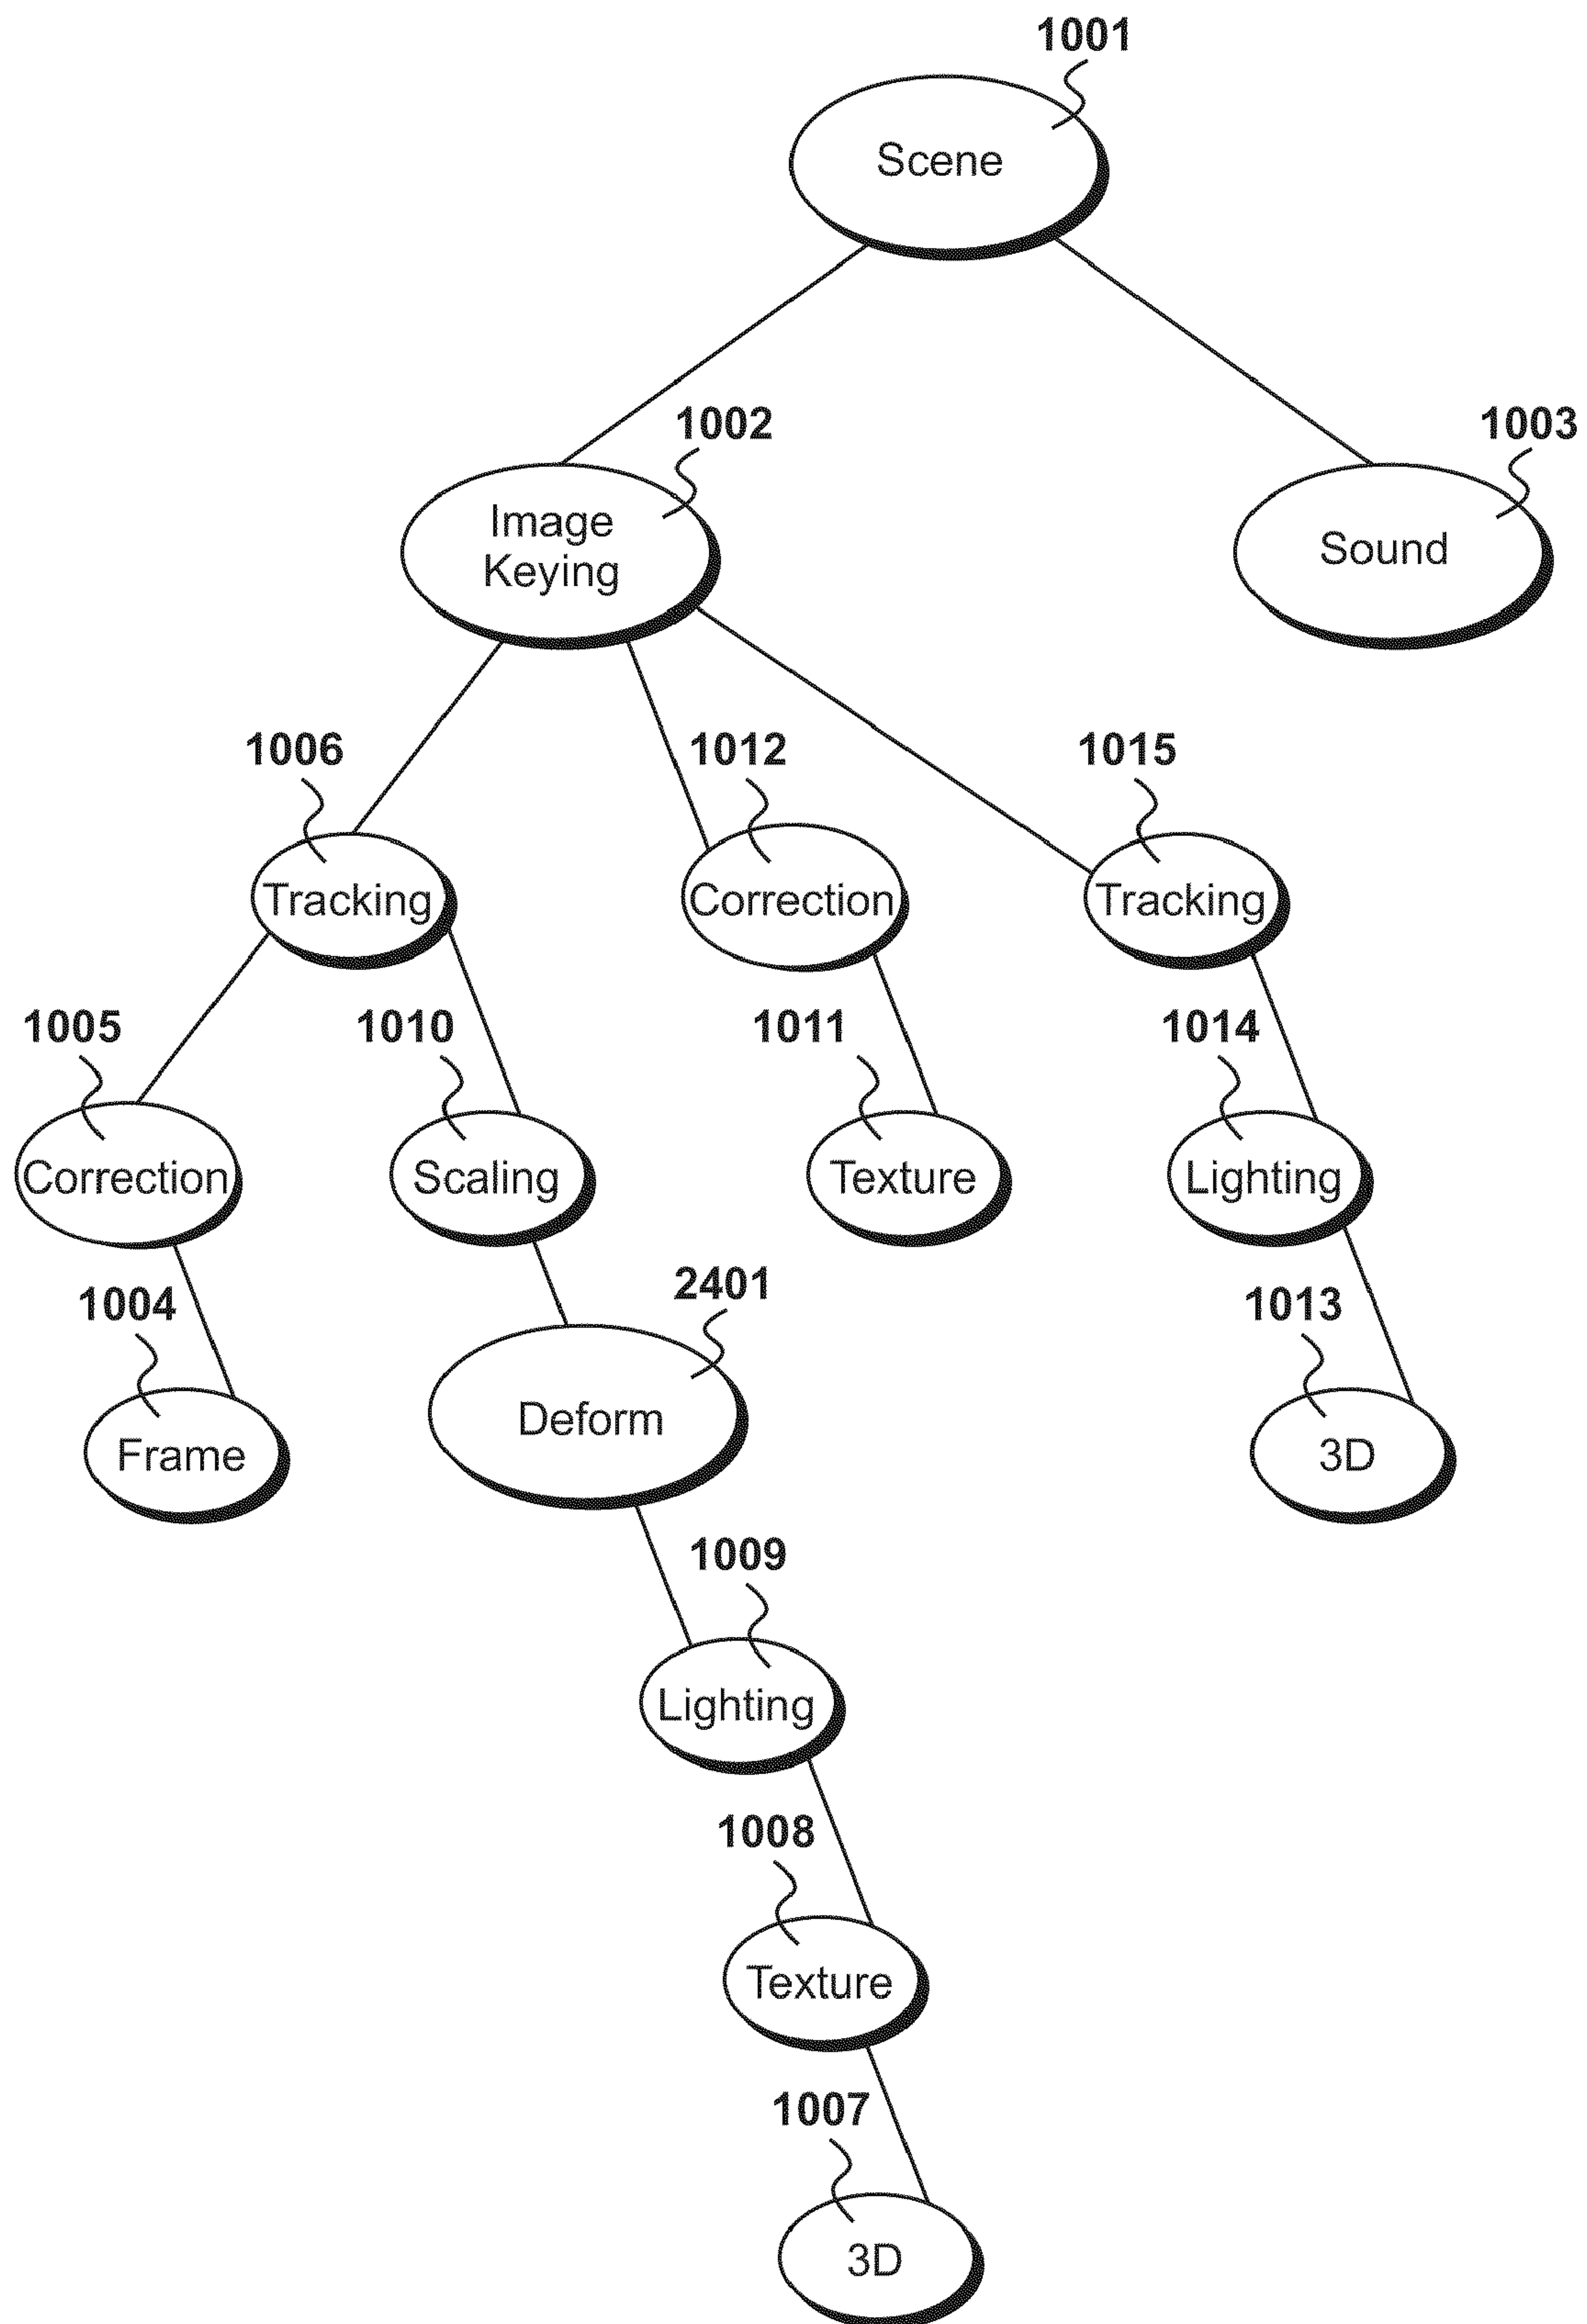 1001
Scene
1002
1003
Image
Keying
Sound
1006
1012
1015
Tracking
Correction
Tracking
1005
1010
1011
1014
Correction
Scaling
Texture
Lighting
1004
2401
1013
Deform
Frame
3D
1009
Lighting
1008
Texture
1007
3D